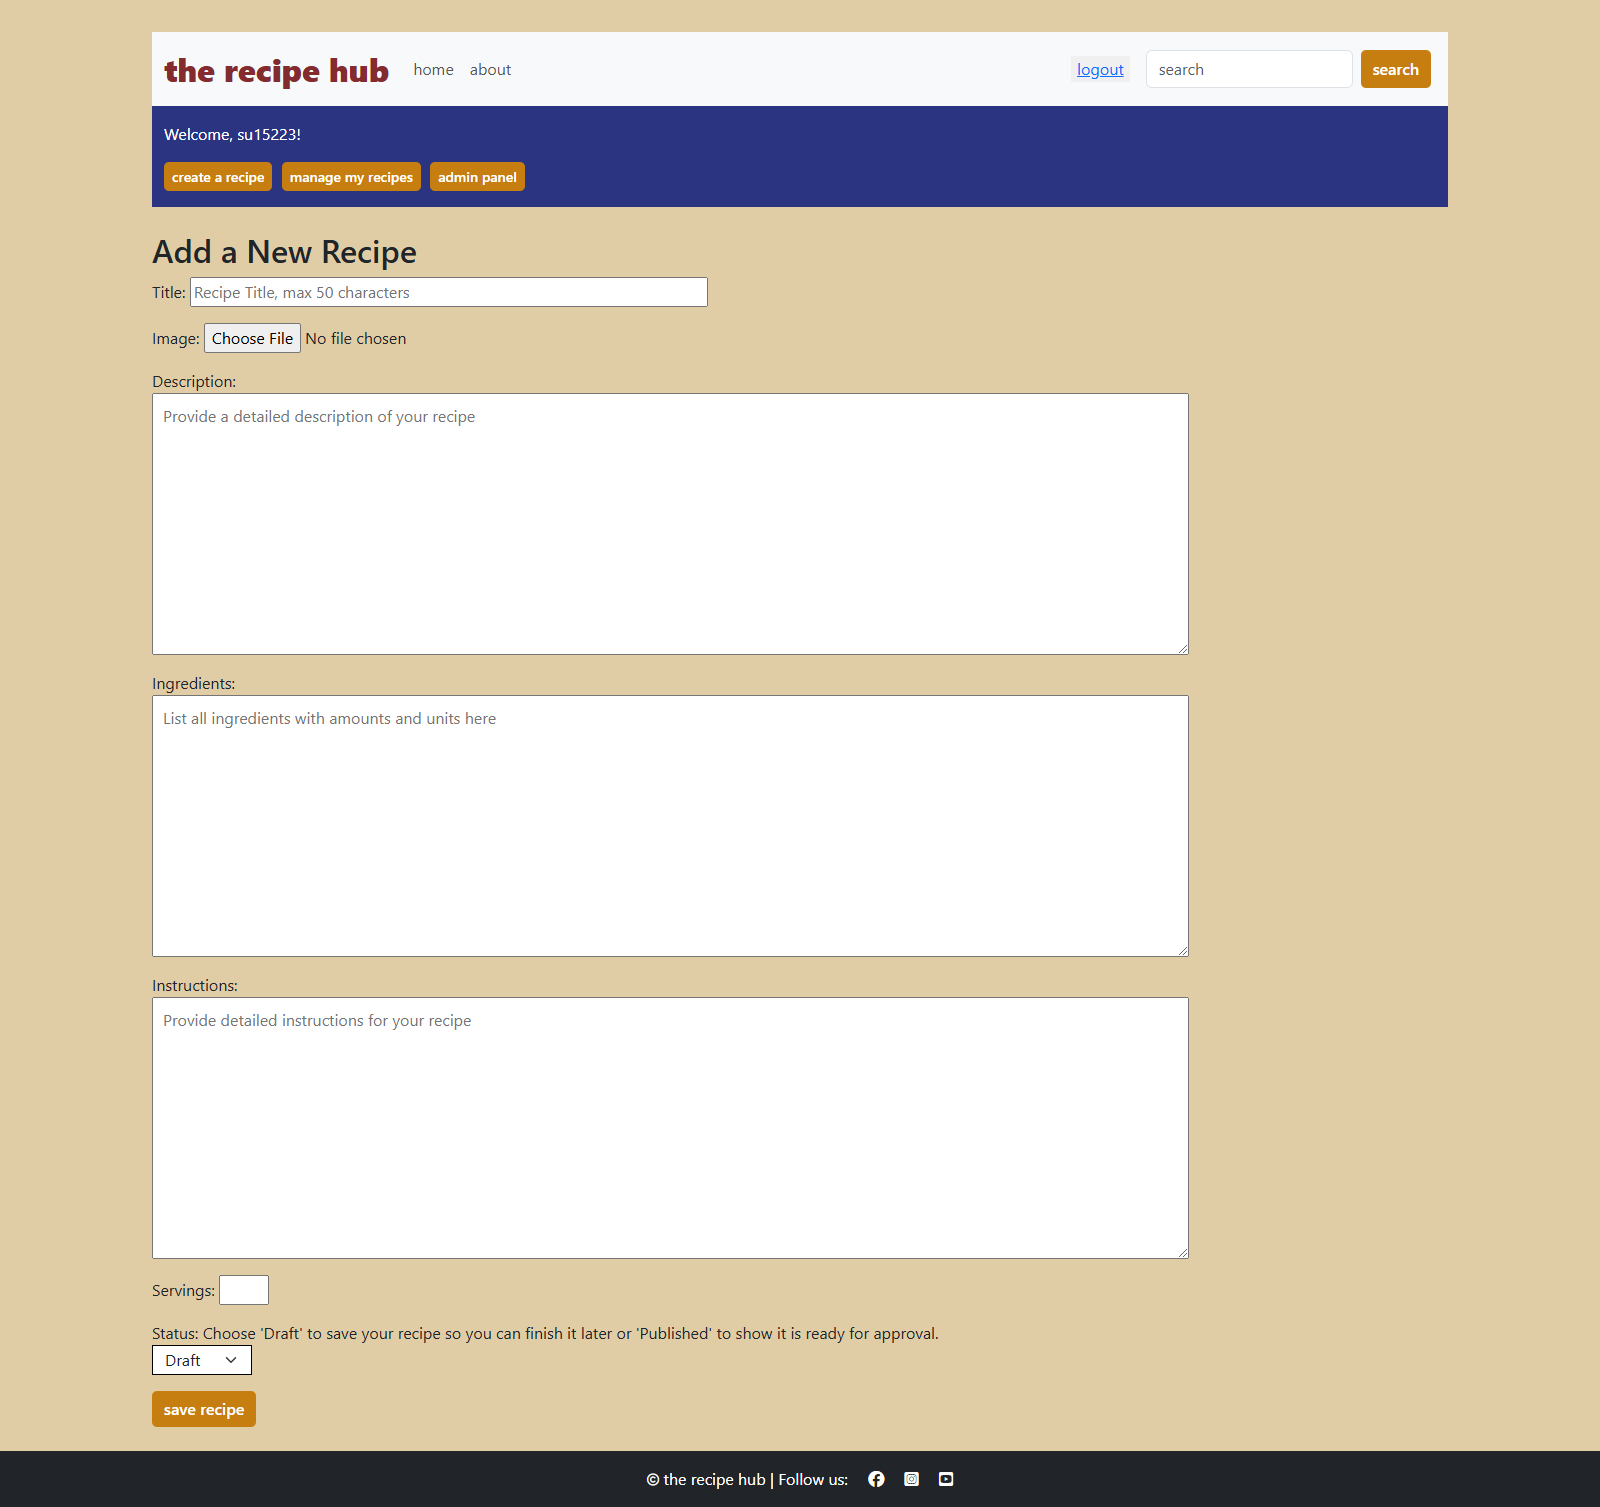 the recipe hub home about logout search search
Welcome, su15223!
create a recipe manage my recipes admin panel
Add a New Recipe
Title: Recipe Title, max 50 characters
Image: Choose File No file chosen
Description:
Provide a detailed description of your recipe
Ingredients:
List all ingredients with amounts and units here
Instructions:
Provide detailed instructions for your recipe
Servings:
Status: Choose 'Draft' to save your recipe so you can finish it later or 'Published' to show it is ready for approval.
Draft
save recipe
© the recipe hub | Follow us: